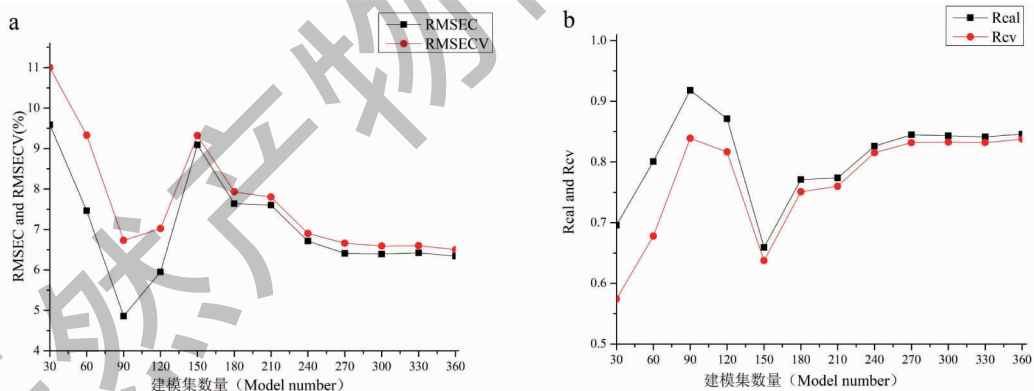 a
RMSEC
RMSECV
RMSEC and RMSECV(%)
11
10
9
8
7
6
5
4
30 60 90 120 150 180 210 240 270 300 330 360
建模集数量（Model number）
b
Rcal
Rcv
Rcal and Rcv
1.0
0.9
0.8
0.7
0.6
0.5
30 60 90 120 150 180 210 240 270 300 330 360
建模集数量（Model number）
然产物